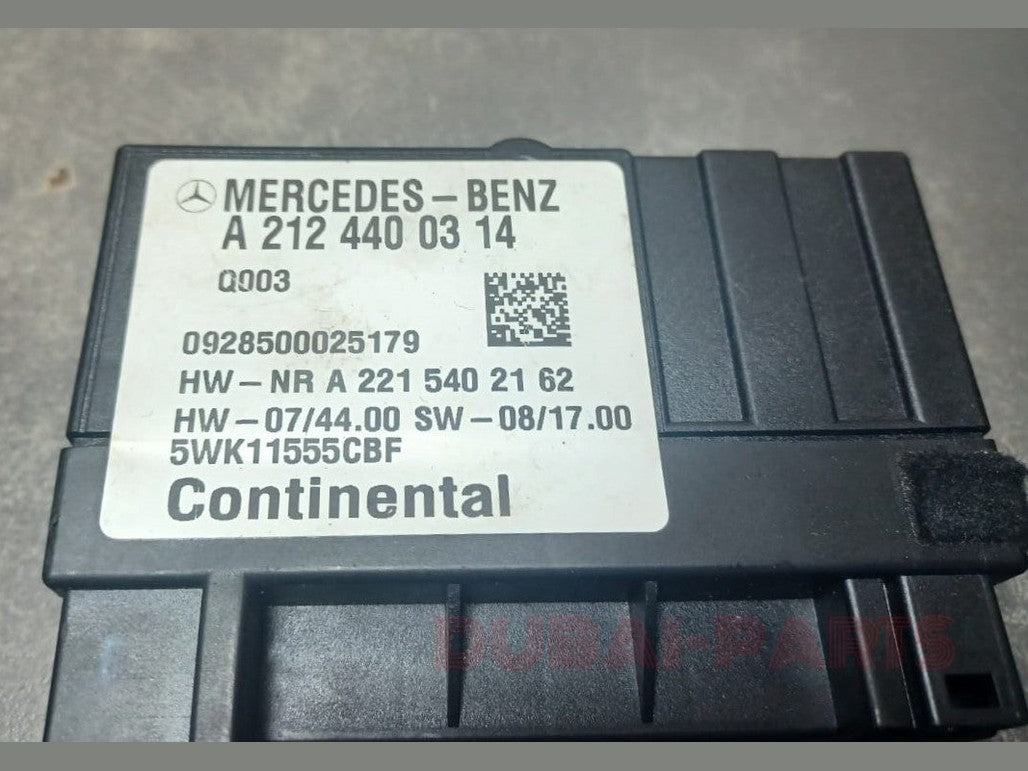 MERCEDES-BENZ
A 212 440 03 14
Q003
0928500025179
HW-NR A 221 540 21 62
HW-07/44.00 SW-08/17.00
5WK11555CBF
Continental
DUBAI-PARTS